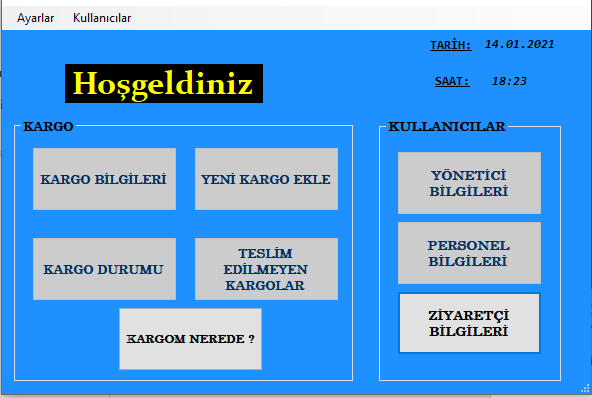 Ayarlar Kullanıcılar
TARİH: 14.01.2021
Hoşgeldiniz
SAAT: 18:23
KARGO
KARGO BİLGİLERİ
YENİ KARGO EKLE
KARGO DURUMU
TESLİM
EDİLMEYEN
KARGOLAR
KARGOM NEREDE ?
KULLANICILAR
YÖNETİCİ
BİLGİLERİ
PERSONEL
BİLGİLERİ
ZİYARETÇİ
BİLGİLERİ